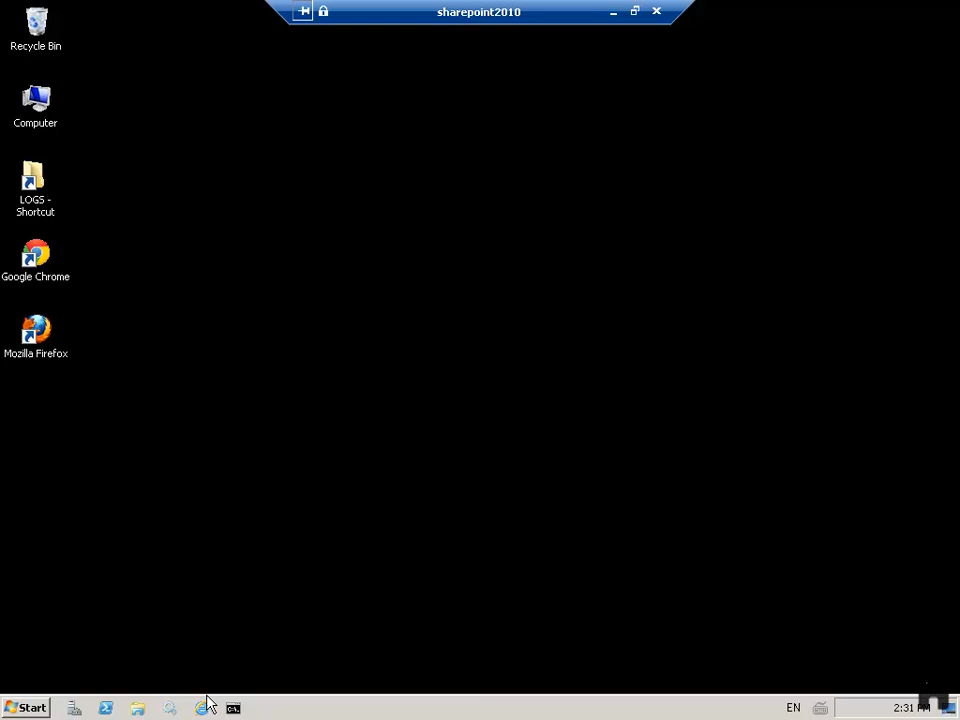 sharepoint2010
Recycle Bin
Computer
LOGS -
Shortcut
Google Chrome
Mozilla Firefox
Start
C:\.
EN
2:31 PM